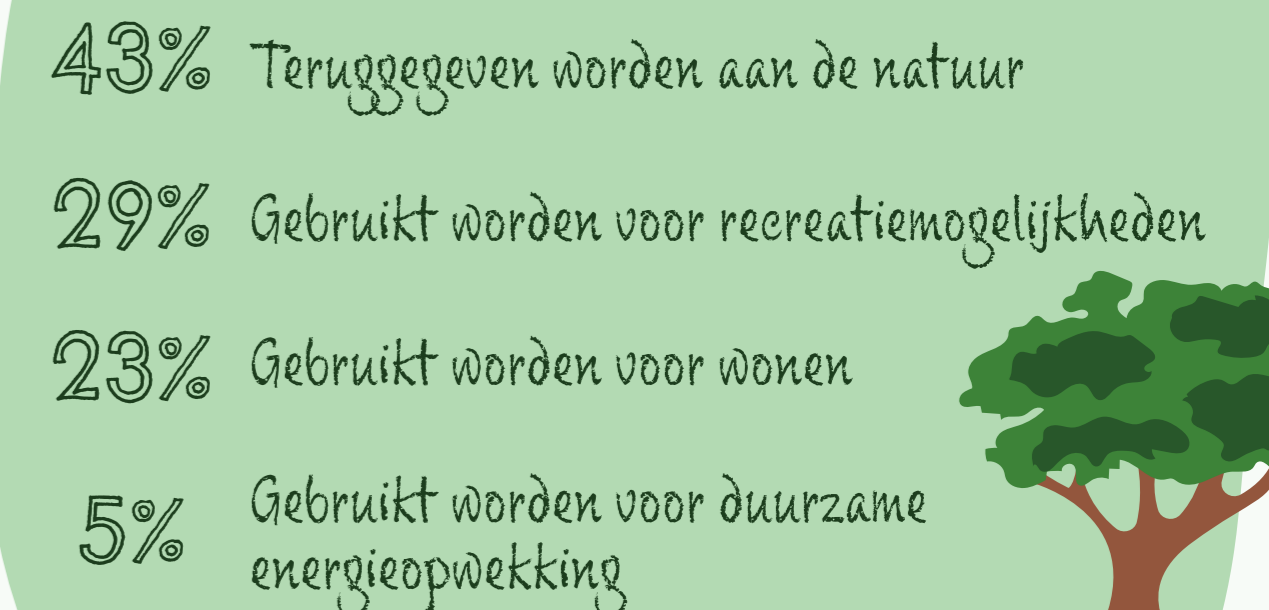 43% Teruggegeven worden aan de natuur
29% Gebruikt worden voor recreatiemogelijkheden
23% Gebruikt worden voor wonen
5% Gebruikt worden voor duurzame
energieopwekking